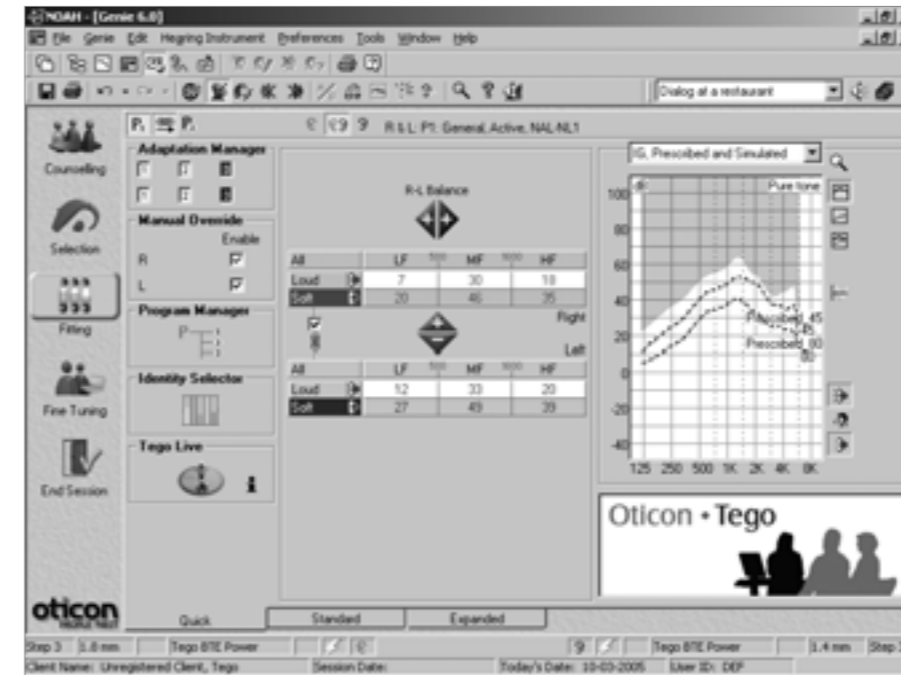 NOAH - [Genie 6.0]
File Genie Edit Hearing Instrument Preferences Tools Window Help
Dialog at a restaurant
R & L: P1: General, Active, NAL-NL1
Counselling
Selection
Fitting
Fine Tuning
End Session
oticon
Adaptation Manager
Manual Override
Enable
R
L
Program Manager
P
Identity Selector
Tego Live
R-L Balance
All LF MF HF
Loud 7 30 18
Soft 20 46 35
Right
Left
All LF MF HF
Loud 12 33 20
Soft 27 49 39
IG, Prescribed and Simulated
dB Pure tone
100
80
60
40
20
0
-20
-40
Prescribed 45
Prescribed 80
125 250 500 1K 2K 4K 8K
Oticon • Tego
Quick Standard Expanded
Step 3 1.8 mm Tego BTE Power Tego BTE Power 1.4 mm Step
Client Name: Unregistered Client, Tego Session Date: Today's Date: 10-03-2005 User ID: DEF